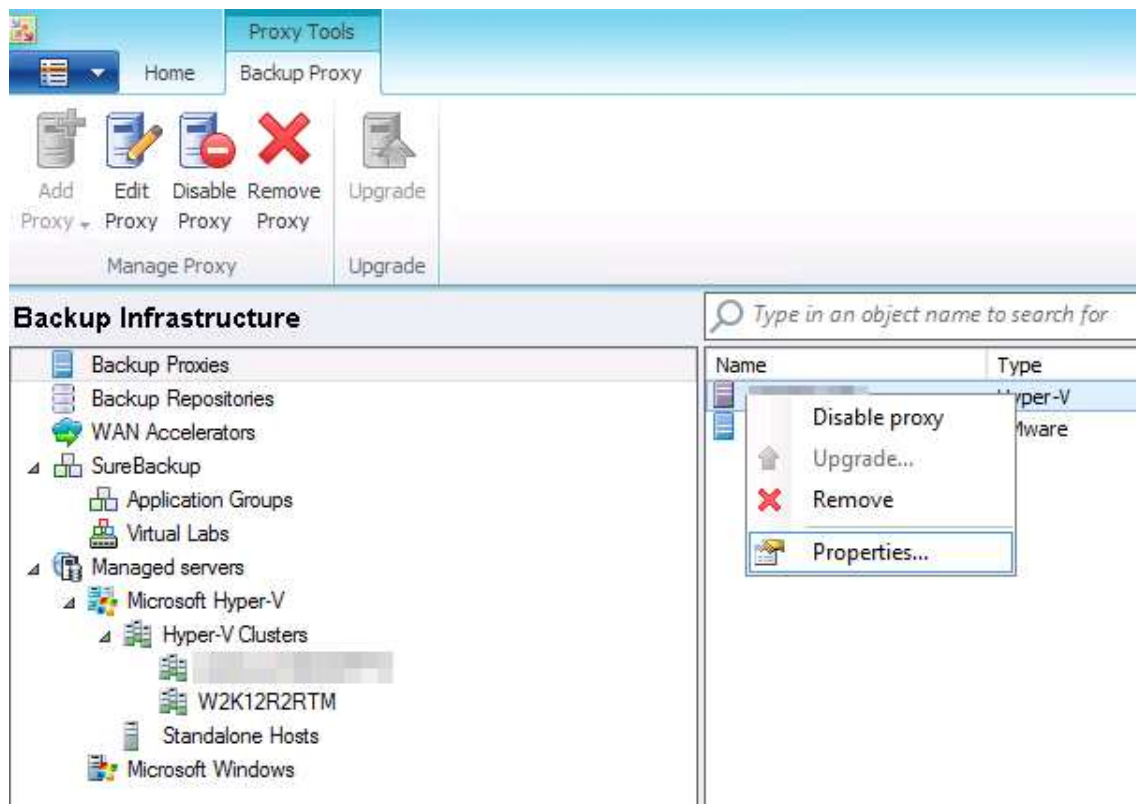 Proxy Tools
Home Backup Proxy
Add Proxy Edit Proxy Disable Proxy Remove Proxy Upgrade
Manage Proxy Upgrade
Backup Infrastructure
Type in an object name to search for
Backup Proxies
Backup Repositories
WAN Accelerators
SureBackup
Application Groups
Virtual Labs
Managed servers
Microsoft Hyper-V
Hyper-V Clusters
W2K12R2RTM
Standalone Hosts
Microsoft Windows
Name Type
Hyper-V
Mware
Disable proxy
Upgrade...
Remove
Properties...